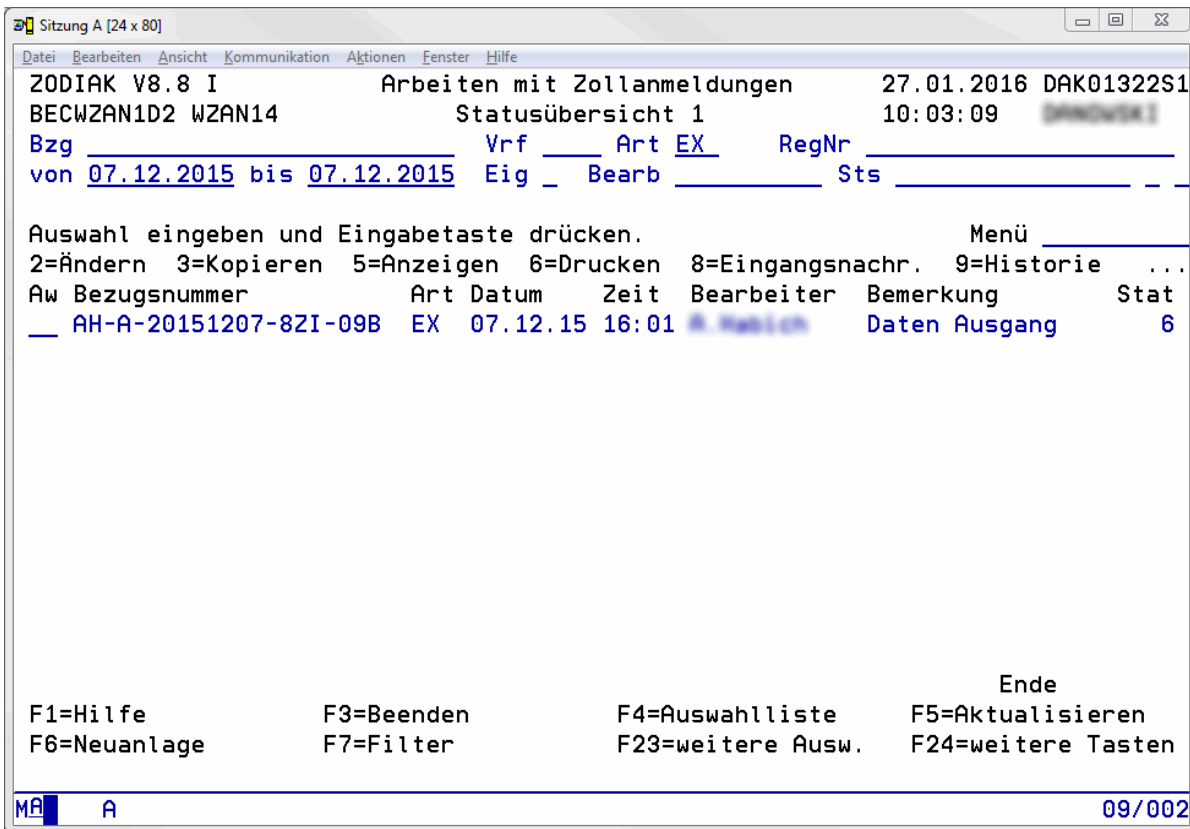 Sitzung A [24 x 80]
Datei Bearbeiten Ansicht Kommunikation Aktionen Fenster Hilfe
ZODIAK V8.8 I Arbeiten mit Zollanmeldungen 27.01.2016 DAK01322S1
BECWZAN1D2 WZAN14 Statusübersicht 1 10:03:09
Bzg Vrf Art EX RegNr
von 07.12.2015 bis 07.12.2015 Eig Bearb Sts
Auswahl eingeben und Eingabetaste drücken. Menü
2=Ändern 3=Kopieren 5=Anzeigen 6=Drucken 8=Eingangsnachr. 9=Historie ...
Aw Bezugsnummer Art Datum Zeit Bearbeiter Bemerkung Stat
AH-A-20151207-8ZI-09B EX 07.12.15 16:01 Daten Ausgang 6
Ende
F1=Hilfe F3=Beenden F4=Auswahlliste F5=Aktualisieren
F6=Neuanlage F7=Filter F23=weitere Ausw. F24=weitere Tasten
MA A 09/002